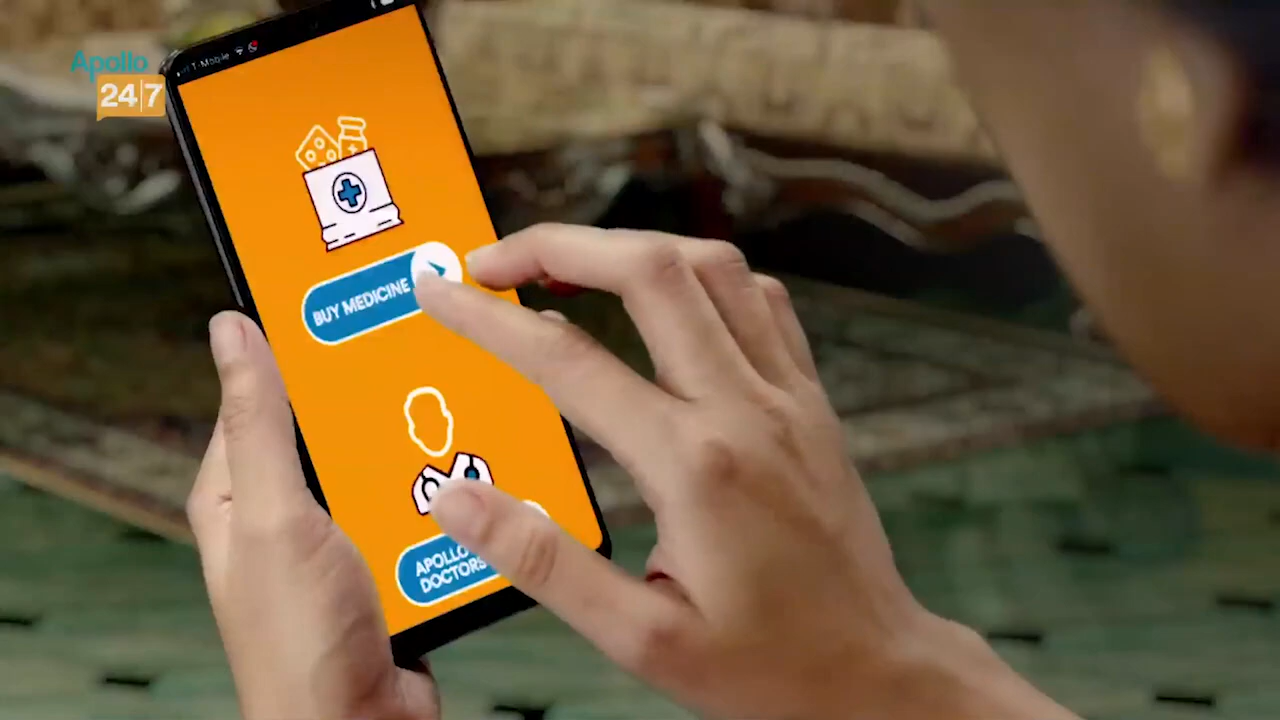 Apollo
24|7
T-Mobile
BUY MEDICINE
APOLLO
DOCTORS